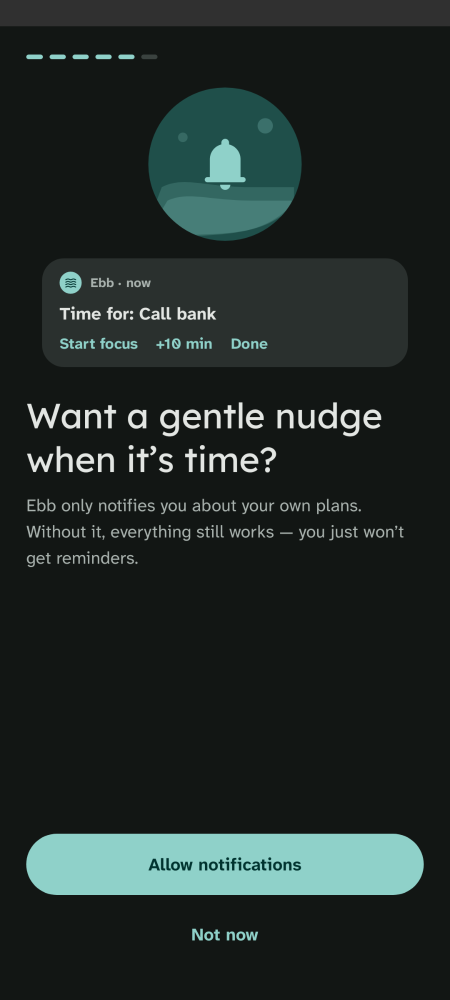 Ebb · now
Time for: Call bank
Start focus +10 min Done
Want a gentle nudge
when it’s time?
Ebb only notifies you about your own plans.
Without it, everything still works — you just won’t
get reminders.
Allow notifications
Not now